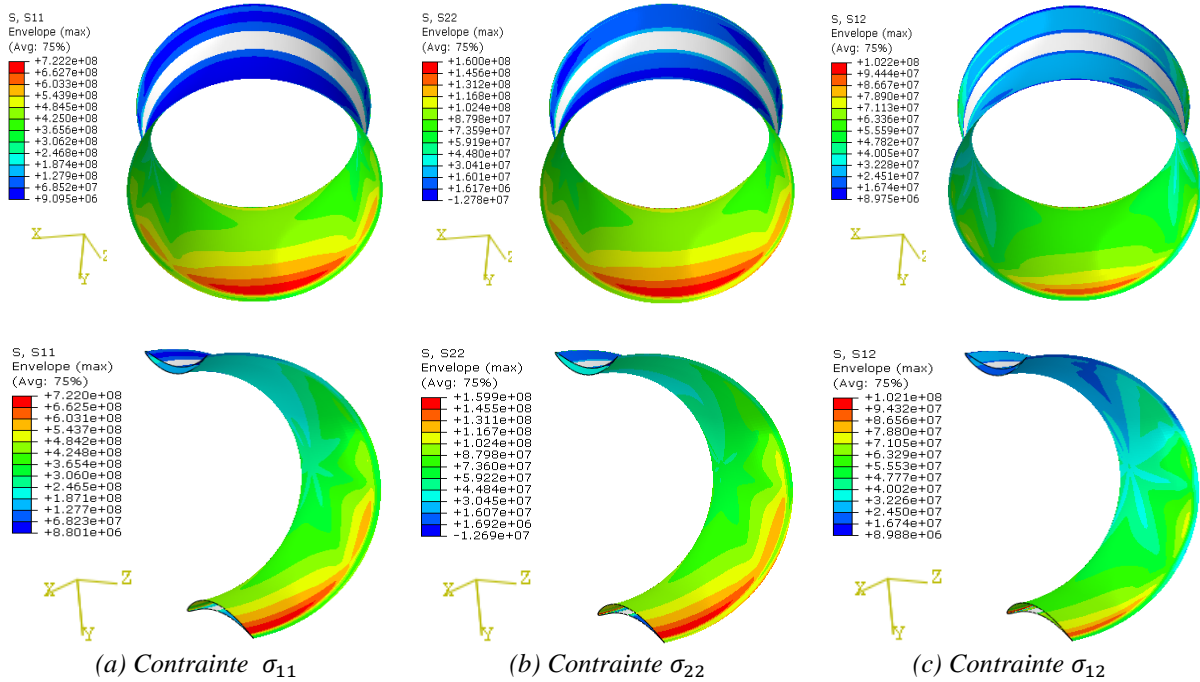 S, S11
Envelope (max)
(Avg: 75%)
+7.222e+08
+6.627e+08
+6.033e+08
+5.439e+08
+4.845e+08
+4.250e+08
+3.656e+08
+3.062e+08
+2.468e+08
+1.874e+08
+1.279e+08
+6.852e+07
+9.095e+06
X
Z
Y
S, S22
Envelope (max)
(Avg: 75%)
+1.600e+08
+1.456e+08
+1.312e+08
+1.168e+08
+1.024e+08
+8.798e+07
+7.359e+07
+5.919e+07
+4.480e+07
+3.041e+07
+1.601e+07
+1.617e+06
-1.278e+07
X
Z
Y
S, S12
Envelope (max)
(Avg: 75%)
+1.022e+08
+9.444e+07
+8.667e+07
+7.890e+07
+7.113e+07
+6.336e+07
+5.559e+07
+4.782e+07
+4.005e+07
+3.228e+07
+2.451e+07
+1.674e+07
+8.975e+06
X
Z
Y
S, S11
Envelope (max)
(Avg: 75%)
+7.220e+08
+6.625e+08
+6.031e+08
+5.437e+08
+4.842e+08
+4.248e+08
+3.654e+08
+3.060e+08
+2.465e+08
+1.871e+08
+1.277e+08
+6.823e+07
+8.801e+06
X
Z
Y
S, S22
Envelope (max)
(Avg: 75%)
+1.599e+08
+1.455e+08
+1.311e+08
+1.167e+08
+1.024e+08
+8.798e+07
+7.360e+07
+5.922e+07
+4.484e+07
+3.045e+07
+1.607e+07
+1.692e+06
-1.269e+07
X
Z
Y
S, S12
Envelope (max)
(Avg: 75%)
+1.021e+08
+9.432e+07
+8.656e+07
+7.880e+07
+7.105e+07
+6.329e+07
+5.553e+07
+4.777e+07
+4.002e+07
+3.226e+07
+2.450e+07
+1.674e+07
+8.988e+06
X
Z
Y
(a) Contrainte σ₁₁
(b) Contrainte σ₂₂
(c) Contrainte σ₁₂